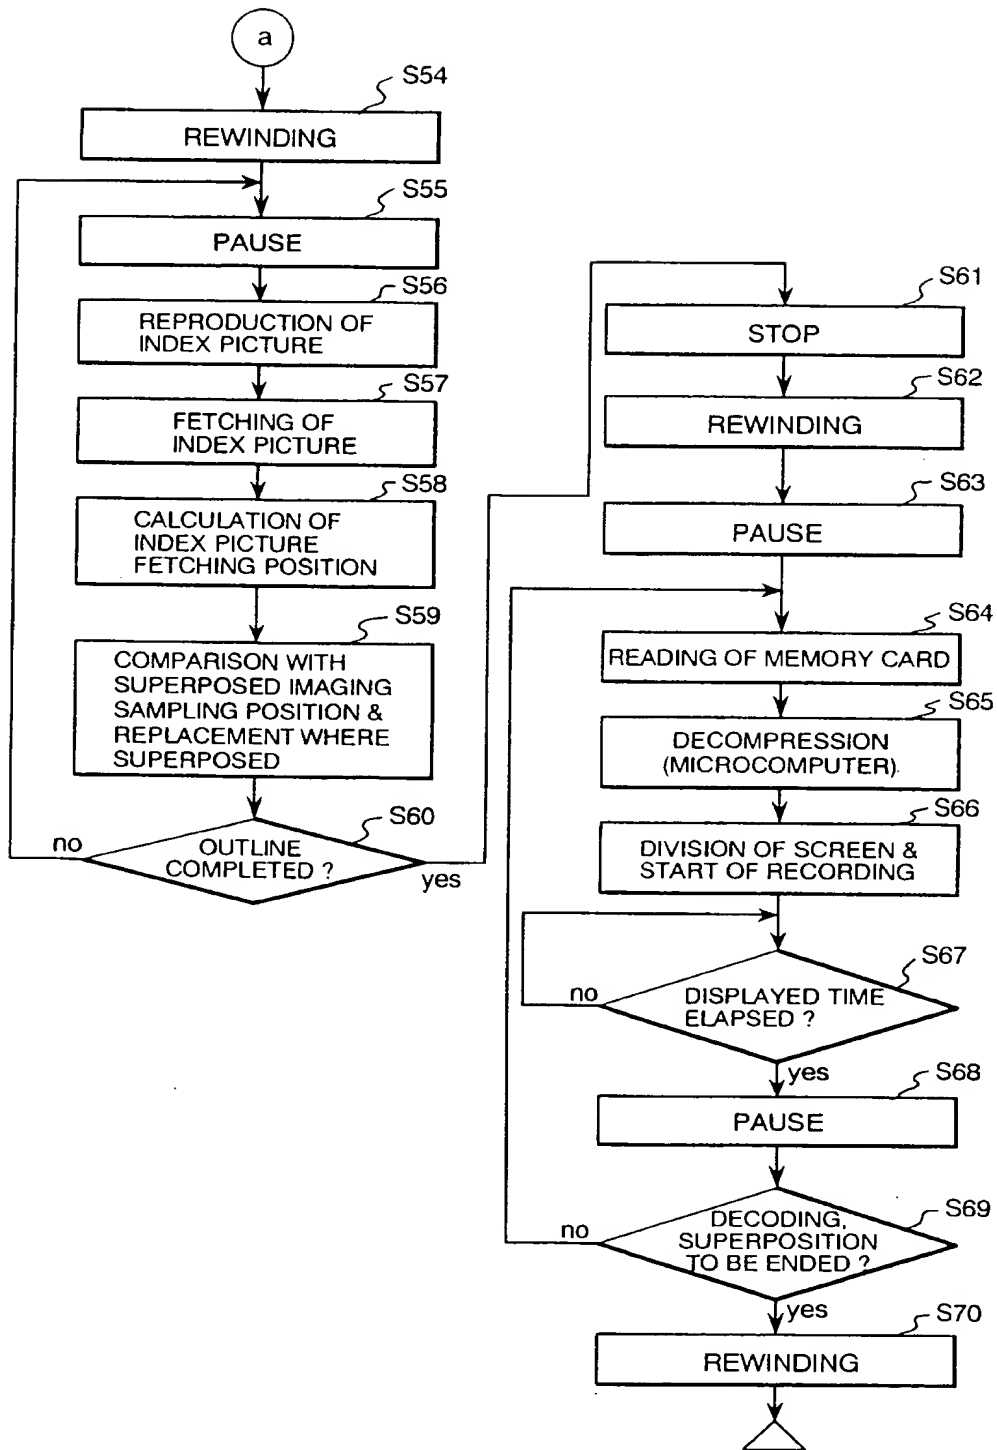 a
S54
REWINDING
S55
PAUSE
S56
REPRODUCTION OF
INDEX PICTURE
S57
FETCHING OF
INDEX PICTURE
S58
CALCULATION OF
INDEX PICTURE
FETCHING POSITION
S59
COMPARISON WITH
SUPERPOSED IMAGING
SAMPLING POSITION &
REPLACEMENT WHERE
SUPERPOSED
S60
OUTLINE
COMPLETED ?
no
yes
S61
STOP
S62
REWINDING
S63
PAUSE
S64
READING OF MEMORY CARD
S65
DECOMPRESSION
(MICROCOMPUTER).
S66
DIVISION OF SCREEN &
START OF RECORDING
S67
DISPLAYED TIME
ELAPSED ?
no
yes
S68
PAUSE
S69
DECODING,
SUPERPOSITION
TO BE ENDED ?
no
yes
S70
REWINDING